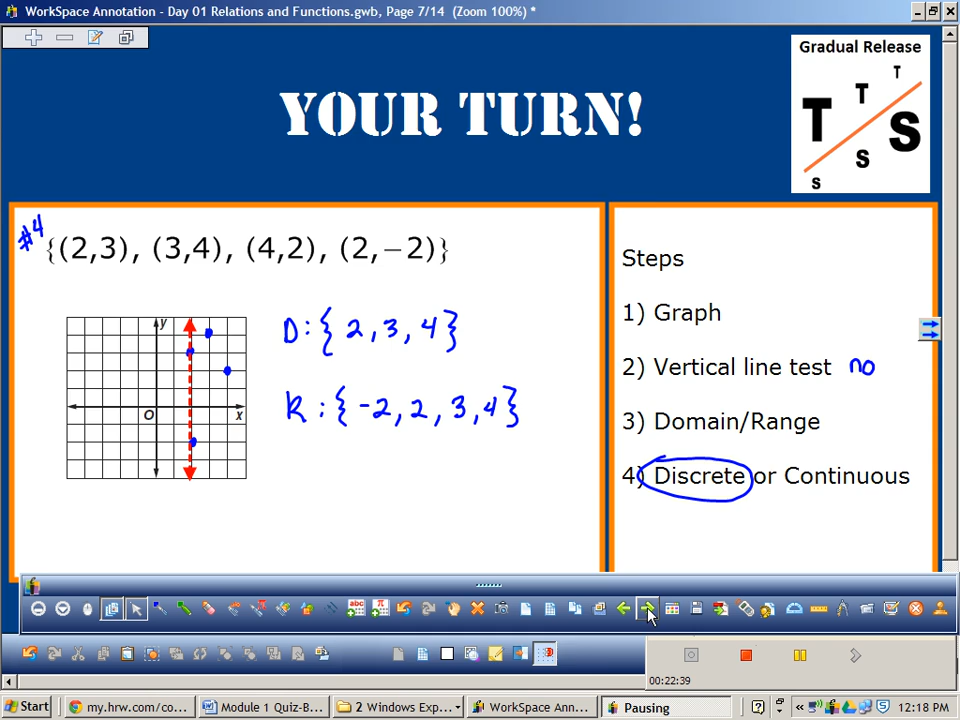 WorkSpace Annotation - Day 01 Relations and Functions.gwb, Page 7/14 (Zoom 100%) *
Gradual Release
T T T
S S S
YOUR TURN!
#4
{(2,3), (3,4), (4,2), (2,−2)}
y
O
x
D: { 2, 3, 4 }
R: { -2, 2, 3, 4 }
Steps
1) Graph
2) Vertical line test no
3) Domain/Range
4) Discrete or Continuous
00:22:39
Start
my.hrw.com/co...
Module 1 Quiz-B...
2 Windows Exp...
WorkSpace Ann...
Pausing
12:18 PM